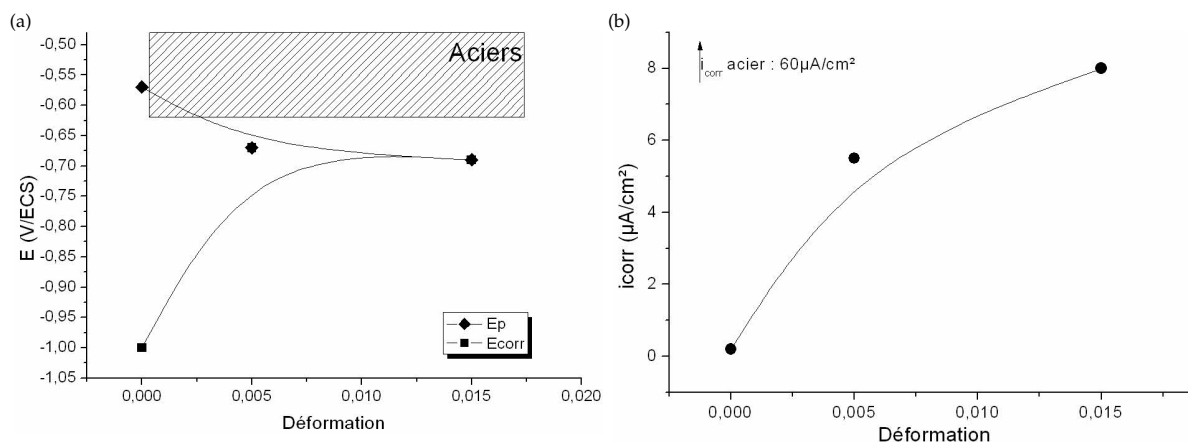 (a)
Aciers
-0,50
-0,55
-0,60
-0,65
-0,70
-0,75
-0,80
-0,85
-0,90
-0,95
-1,00
-1,05
E (V/ECS)
Ep
Ecorr
0,000
0,005
0,010
0,015
0,020
Déformation
(b)
icorr acier : 60µA/cm²
8
6
4
2
0
icorr (µA/cm²)
0,000
0,005
0,010
0,015
Déformation